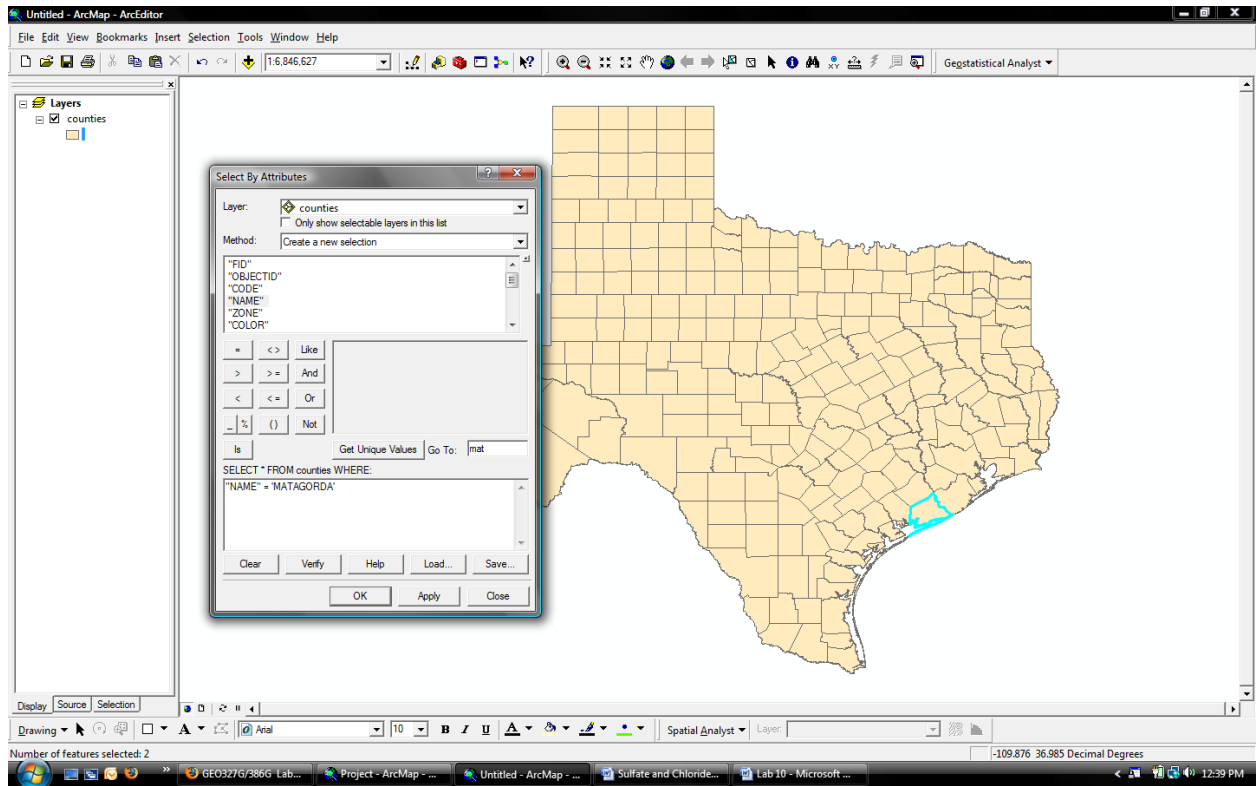 Untitled - ArcMap - ArcEditor
File Edit View Bookmarks Insert Selection Tools Window Help
1:6,846,627
Geostatistical Analyst
Layers
counties
Select By Attributes
Layer: counties
Only show selectable layers in this list
Method: Create a new selection
"FID"
"OBJECTID"
"CODE"
"NAME"
"ZONE"
"COLOR"
= <> Like
> >= And
< <= Or
_ % () Not
Is Get Unique Values Go To: mat
SELECT * FROM counties WHERE:
"NAME" = 'MATAGORDA'
Clear Verify Help Load... Save...
OK Apply Close
Display Source Selection
Drawing A Arial 10 B I U A Spatial Analyst Layer:
Number of features selected: 2
-109.876 36.985 Decimal Degrees
GEO327G/386G Lab... Project - ArcMap - ... Untitled - ArcMap - ... Sulfate and Chloride... Lab 10 - Microsoft ... 12:39 PM